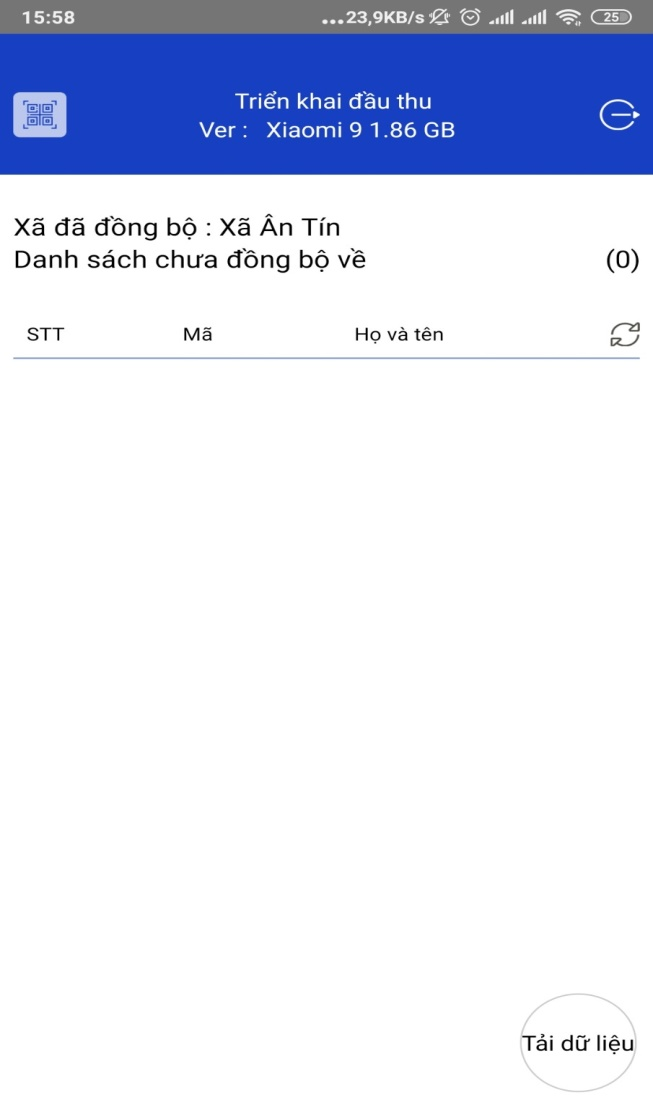 15:58 ...23,9KB/s 25
Triển khai đầu thu
Ver : Xiaomi 9 1.86 GB
Xã đã đồng bộ : Xã Ân Tín
Danh sách chưa đồng bộ về (0)
STT Mã Họ và tên
Tải dữ liệu